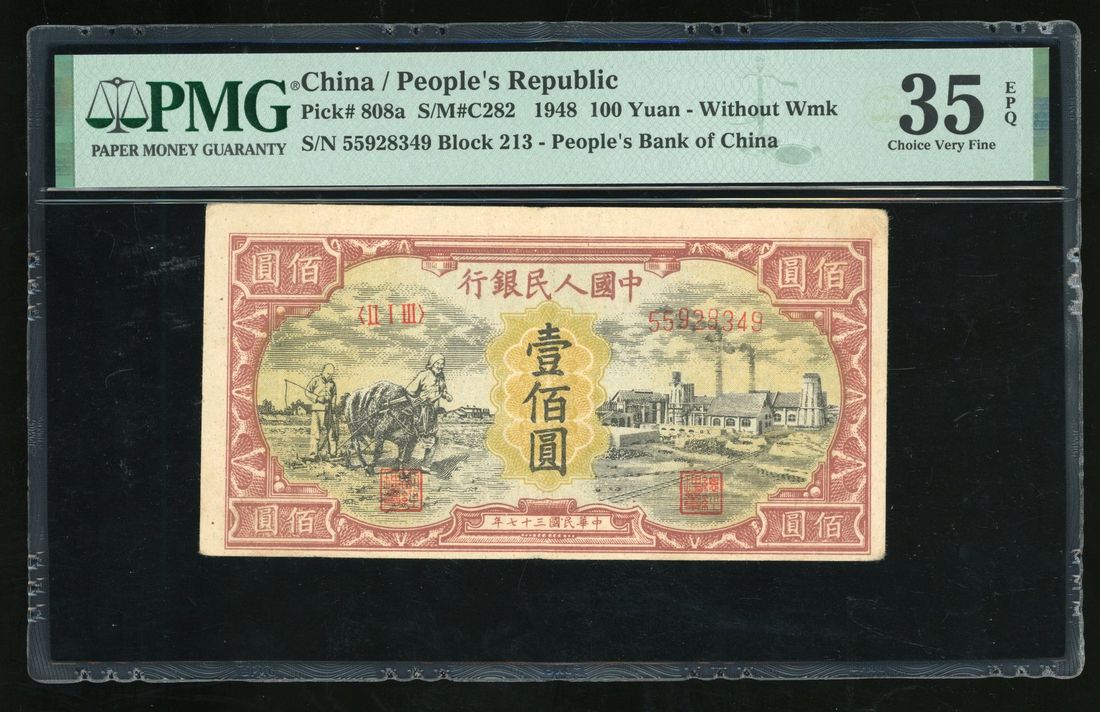 PMG®
PAPER MONEY GUARANTY
China / People's Republic
Pick# 808a S/M#C282 1948 100 Yuan - Without Wmk
S/N 55928349 Block 213 - People's Bank of China
35
EPQ
Choice Very Fine
圓佰
圓佰
行銀民人國中
〈II I III〉
55928349
壹佰圓
圓佰
圓佰
年七十三國民華中